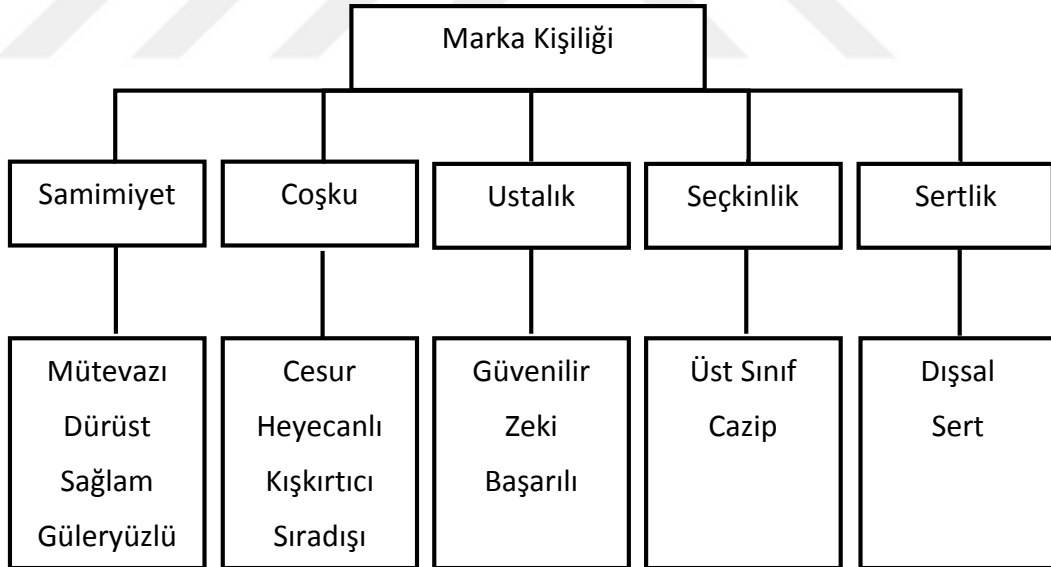 Marka Kişiliği
Samimiyet
Coşku
Ustalık
Seçkinlik
Sertlik
Mütevazı
Dürüst
Sağlam
Güleryüzlü
Cesur
Heyecanlı
Kışkırtıcı
Sıradışı
Güvenilir
Zeki
Başarılı
Üst Sınıf
Cazip
Dışsal
Sert